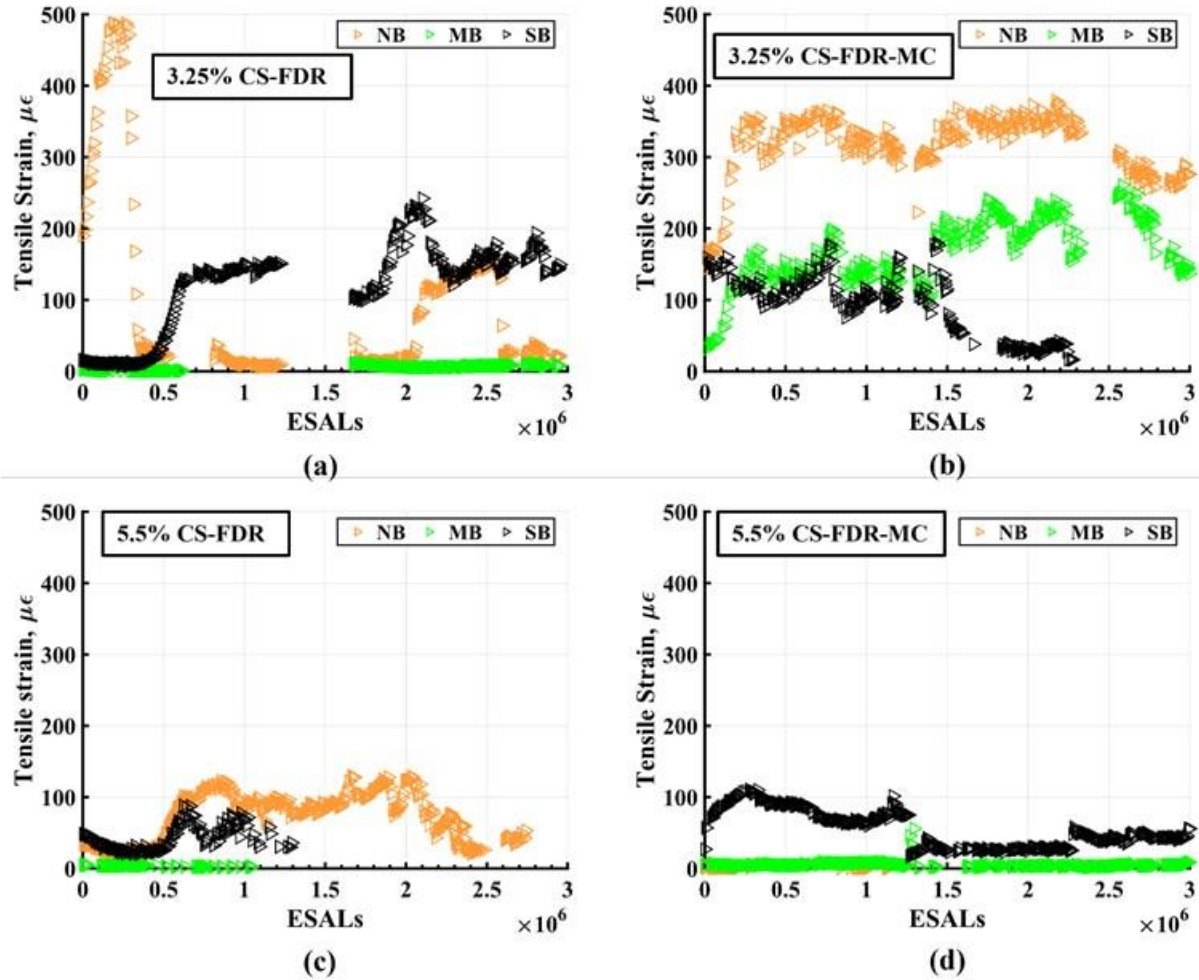 500
400
300
200
100
0
Tensile Strain, μϵ
NB MB SB
3.25% CS-FDR
0 0.5 1 1.5 2 2.5 3
ESALs
×10⁶
(a)
500
400
300
200
100
0
Tensile Strain, μϵ
NB MB SB
3.25% CS-FDR-MC
0 0.5 1 1.5 2 2.5 3
ESALs
×10⁶
(b)
500
400
300
200
100
0
Tensile strain, μϵ
5.5% CS-FDR
NB MB SB
0 0.5 1 1.5 2 2.5 3
ESALs
×10⁶
(c)
500
400
300
200
100
0
Tensile Strain, μϵ
5.5% CS-FDR-MC
NB MB SB
0 0.5 1 1.5 2 2.5 3
ESALs
×10⁶
(d)